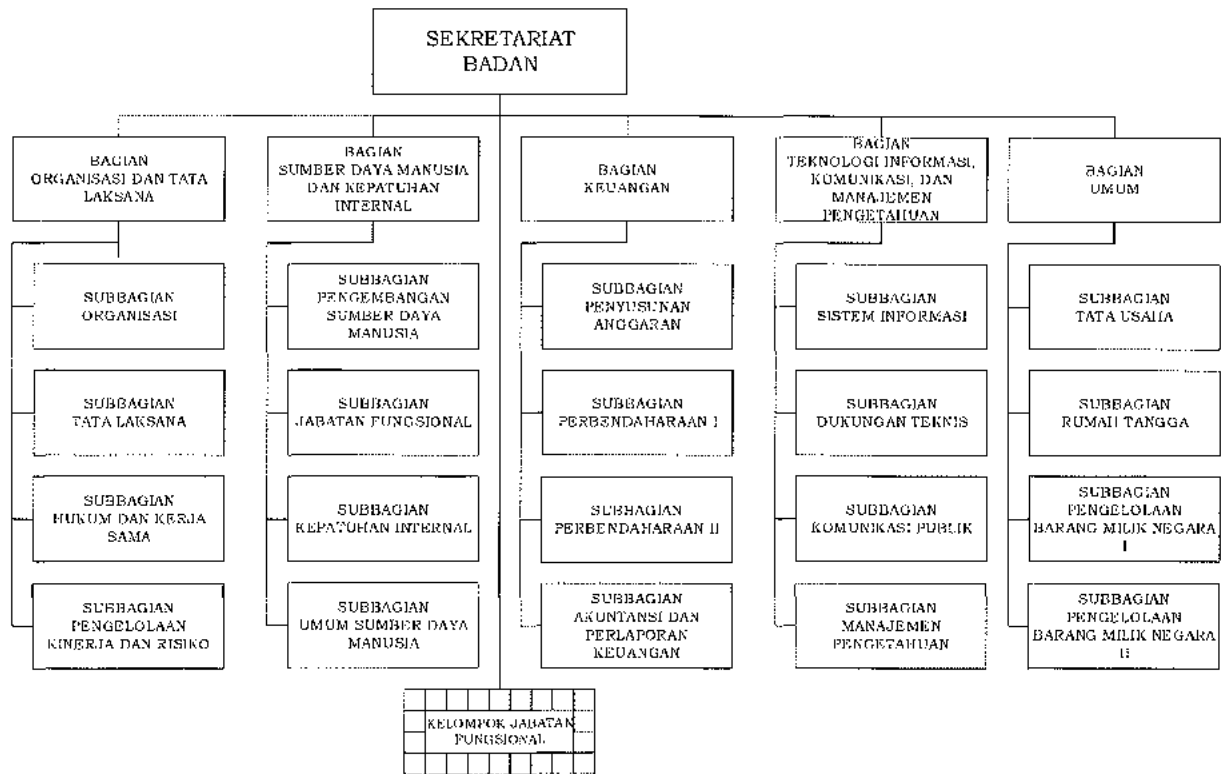 SEKRETARIAT
BADAN
BAGIAN
ORGANISASI DAN TATA
LAKSANA
BAGIAN
SUMBER DAYA MANUSIA
DAN KEPATUHAN
INTERNAL
BAGIAN
KEUANGAN
BAGIAN
TEKNOLOGI INFORMASI,
KOMUNIKASI, DAN
MANAJEMEN
PENGETAHUAN
BAGIAN
UMUM
SUBBAGIAN
ORGANISASI
SUBBAGIAN
PENGEMBANGAN
SUMBER DAYA
MANUSIA
SUBBAGIAN
PENYUSUNAN
ANGGARAN
SUBBAGIAN
SISTEM INFORMASI
SUBBAGIAN
TATA USAHA
SUBBAGIAN
TATA LAKSANA
SUBBAGIAN
JABATAN FUNGSIONAL
SUBBAGIAN
PERBENDAHARAAN I
SUBBAGIAN
DUKUNGAN TEKNIS
SUBBAGIAN
RUMAH TANGGA
SUBBAGIAN
HUKUM DAN KERJA
SAMA
SUBBAGIAN
KEPATUHAN INTERNAL
SUBBAGIAN
PERBENDAHARAAN II
SUBBAGIAN
KOMUNIKASI PUBLIK
SUBBAGIAN
PENGELOLAAN
BARANG MILIK NEGARA
I
SUBBAGIAN
PENGELOLAAN
KINERJA DAN RISIKO
SUBBAGIAN
UMUM SUMBER DAYA
MANUSIA
SUBBAGIAN
AKUNTANSI DAN
PERLAPORAN
KEUANGAN
SUBBAGIAN
MANAJEMEN
PENGETAHUAN
SUBBAGIAN
PENGELOLAAN
BARANG MILIK NEGARA
II
KELOMPOK JABATAN
FUNGSIONAL